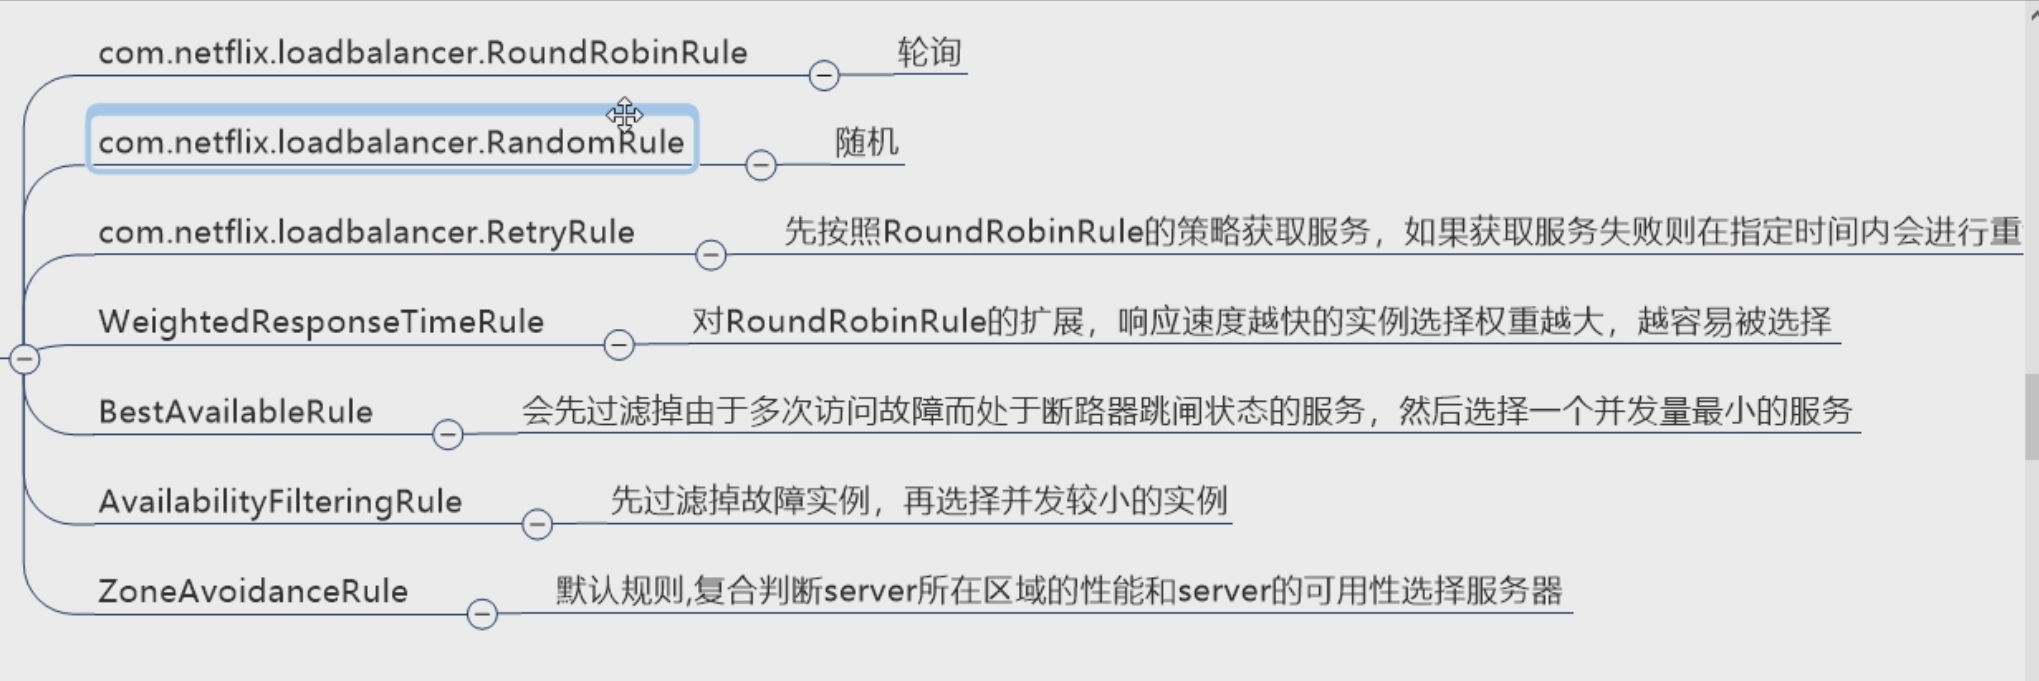 com.netflix.loadbalancer.RoundRobinRule 轮询
com.netflix.loadbalancer.RandomRule 随机
com.netflix.loadbalancer.RetryRule 先按照RoundRobinRule的策略获取服务，如果获取服务失败则在指定时间内会进行重
WeightedResponseTimeRule 对RoundRobinRule的扩展，响应速度越快的实例选择权重越大，越容易被选择
BestAvailableRule 会先过滤掉由于多次访问故障而处于断路器跳闸状态的服务，然后选择一个并发量最小的服务
AvailabilityFilteringRule 先过滤掉故障实例，再选择并发较小的实例
ZoneAvoidanceRule 默认规则,复合判断server所在区域的性能和server的可用性选择服务器